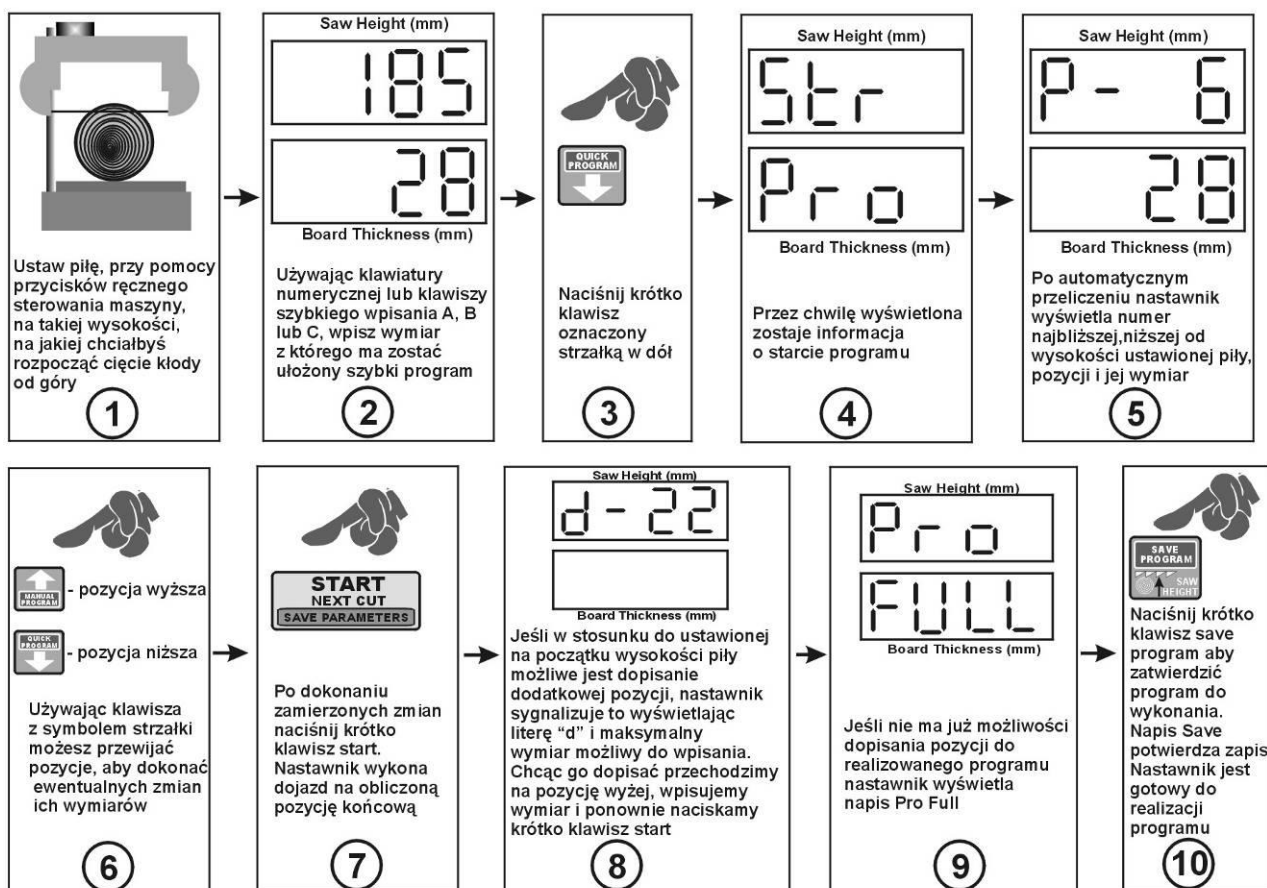 Ustaw piłę, przy pomocy
przycisków ręcznego
sterowania maszyny,
na takiej wysokości,
na jakiej chciałbyś
rozpocząć cięcie kłody
od góry
1
Saw Height (mm)
185
28
Board Thickness (mm)
Używając klawiatury
numerycznej lub klawiszy
szybkiego wpisania A, B
lub C, wpisz wymiar
z którego ma zostać
ułożony szybki program
2
QUICK
PROGRAM
Naciśnij krótko
klawisz
oznaczony
strzałką w dół
3
Saw Height (mm)
Str
Pro
Board Thickness (mm)
Przez chwilę wyświetlona
zostaje informacja
o starcie programu
4
Saw Height (mm)
P- 6
28
Board Thickness (mm)
Po automatycznym
przeliczeniu nastawnik
wyświetla numer
najbliższej,niższej od
wysokości ustawionej piły,
pozycji i jej wymiar
5
MANUAL
PROGRAM
- pozycja wyższa
QUICK
PROGRAM
- pozycja niższa
Używając klawisza
z symbolem strzałki
możesz przewijać
pozycje, aby dokonać
ewentualnych zmian
ich wymiarów
6
START
NEXT CUT
SAVE PARAMETERS
Po dokonaniu
zamierzonych zmian
naciśnij krótko
klawisz start.
Nastawnik wykona
dojazd na obliczoną
pozycję końcową
7
Saw Height (mm)
d-22
Board Thickness (mm)
Jeśli w stosunku do ustawionej
na początku wysokości piły
możliwe jest dopisanie
dodatkowej pozycji, nastawnik
sygnalizuje to wyświetlając
literę “d” i maksymalny
wymiar możliwy do wpisania.
Chcąc go dopisać przechodzimy
na pozycję wyżej, wpisujemy
wymiar i ponownie naciskamy
krótko klawisz start
8
Saw Height (mm)
Pro
FULL
Board Thickness (mm)
Jeśli nie ma już możliwości
dopisania pozycji do
realizowanego programu
nastawnik wyświetla
napis Pro Full
9
SAVE
PROGRAM
SAW
HEIGHT
Naciśnij krótko
klawisz save
program aby
zatwierdzić
program do
wykonania.
Napis Save
potwierdza zapis
Nastawnik jest
gotowy do
realizacji
programu
10